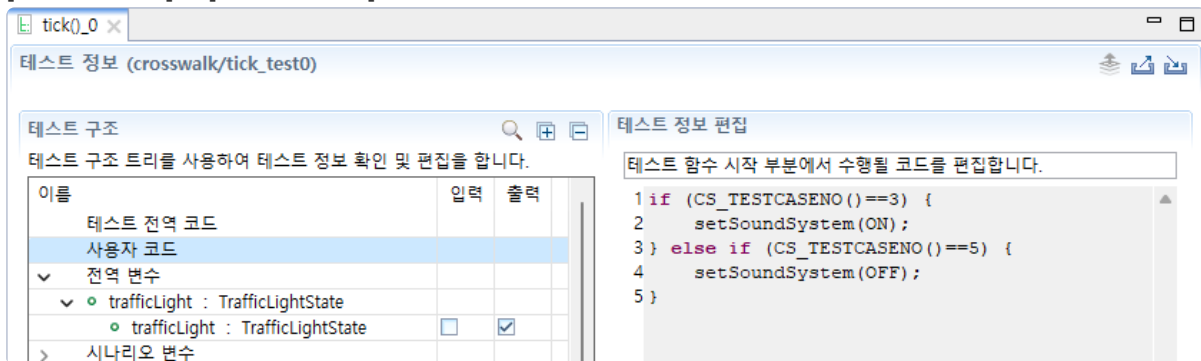 tick()_0
테스트 정보 (crosswalk/tick_test0)
테스트 구조
테스트 구조 트리를 사용하여 테스트 정보 확인 및 편집을 합니다.
이름 입력 출력
테스트 전역 코드
사용자 코드
전역 변수
trafficLight : TrafficLightState
trafficLight : TrafficLightState
시나리오 변수
테스트 정보 편집
테스트 함수 시작 부분에서 수행될 코드를 편집합니다.
1 if (CS_TESTCASENO()==3) {
2 setSoundSystem(ON);
3 } else if (CS_TESTCASENO()==5) {
4 setSoundSystem(OFF);
5 }